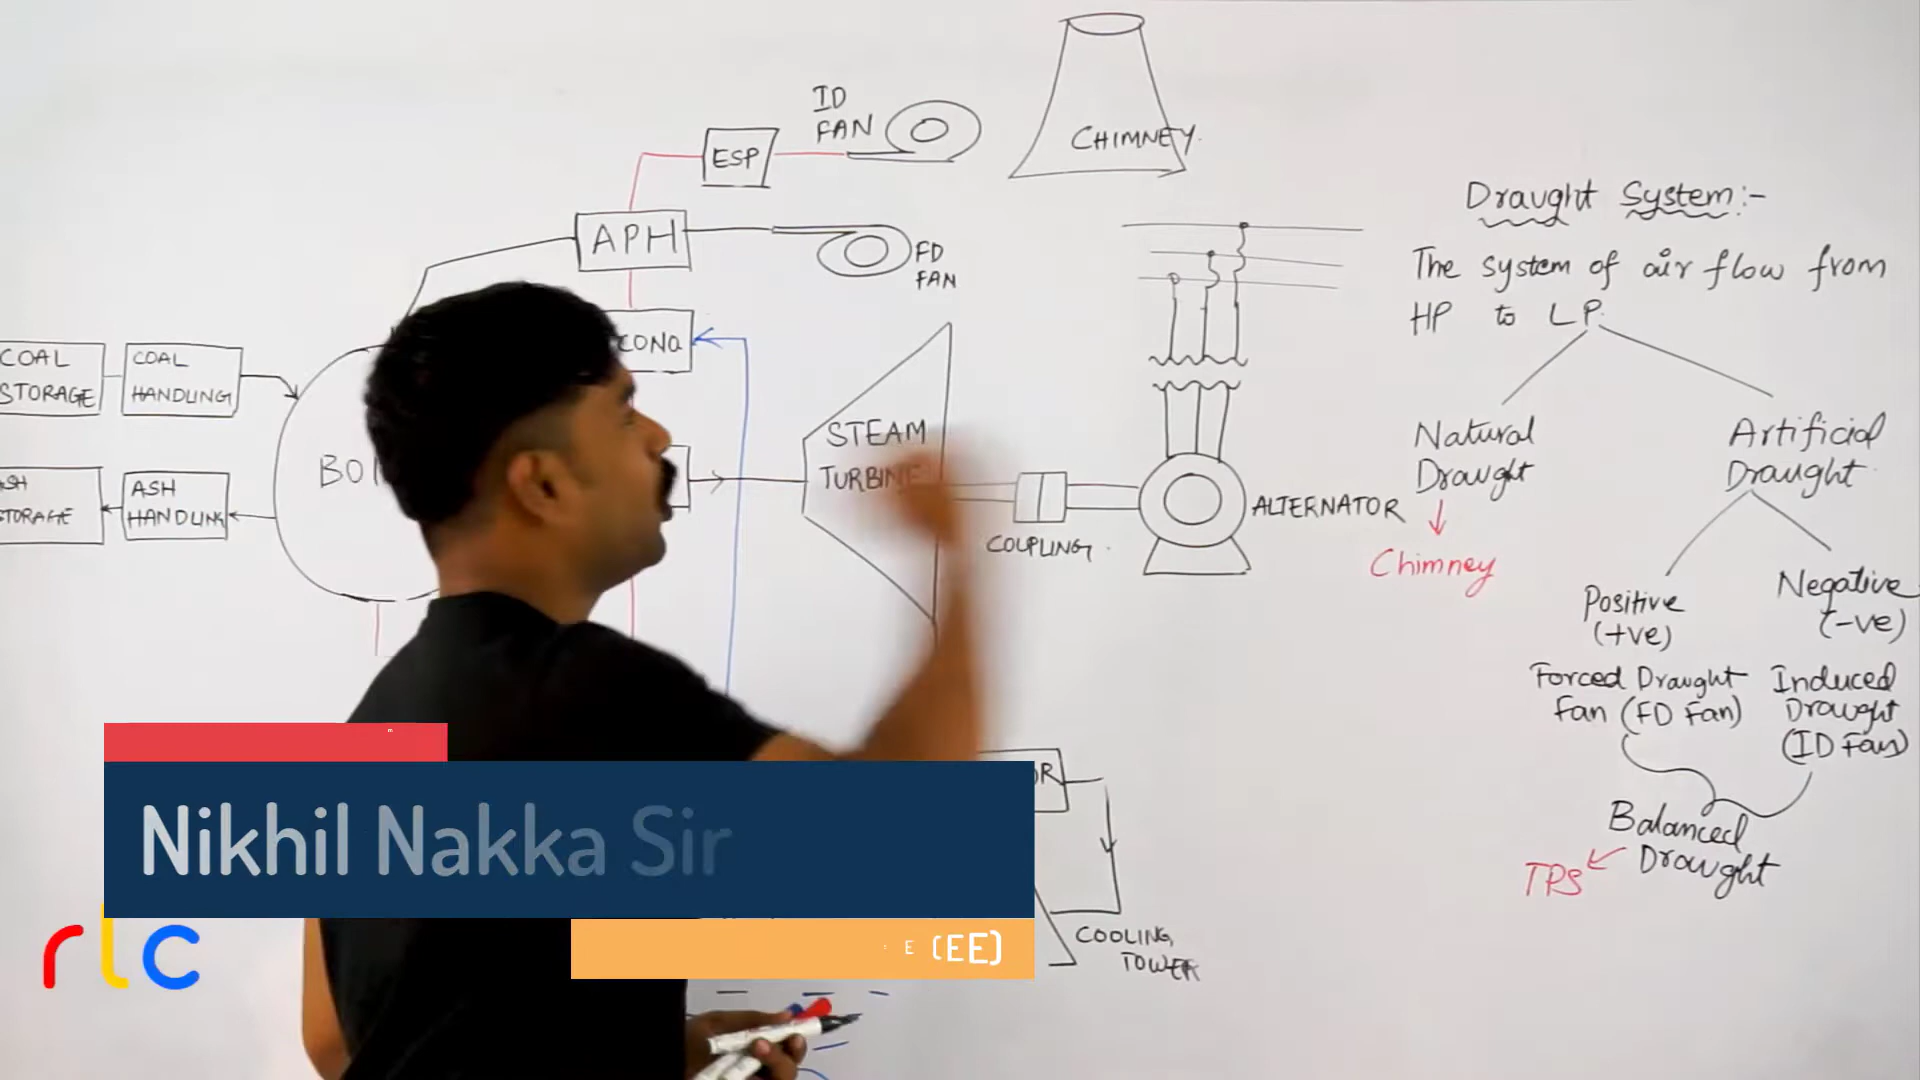 ID
FAN
ESP
CHIMNEY
APH
FD
FAN
CONO
COAL
STORAGE
COAL
HANDLING
ASH
HANDLING
STEAM
TURBINE
COUPLING
ALTERNATOR
COOLING
TOWER
Draught System:-
The system of air flow from
HP to LP.
Natural
Draught
Chimney
Artificial
Draught
Positive
(+ve)
Negative
(-ve)
Forced Draught
Fan (FD Fan)
Induced
Draught
(ID Fan)
Balanced
Draught
TPS
Nikhil Nakka Sir
E (EE)
rlc